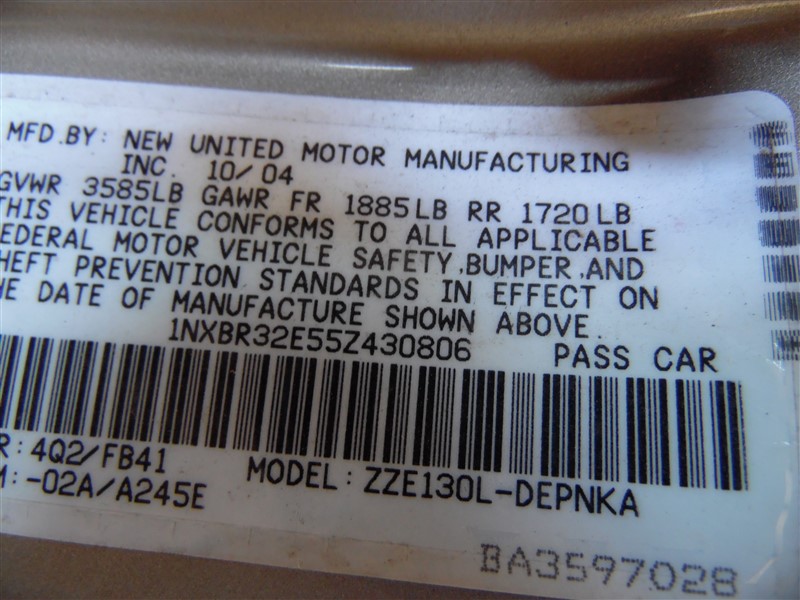 MFD.BY: NEW UNITED MOTOR MANUFACTURING
INC. 10/04
GVWR 3585LB GAWR FR 1885LB RR 1720LB
THIS VEHICLE CONFORMS TO ALL APPLICABLE
EDERAL MOTOR VEHICLE SAFETY,BUMPER,AND
HEFT PREVENTION STANDARDS IN EFFECT ON
HE DATE OF MANUFACTURE SHOWN ABOVE.
1NXBR32E55Z430806 PASS CAR
R: 4Q2/FB41
M:-02A/A245E
MODEL: ZZE130L-DEPNKA
BA3597028